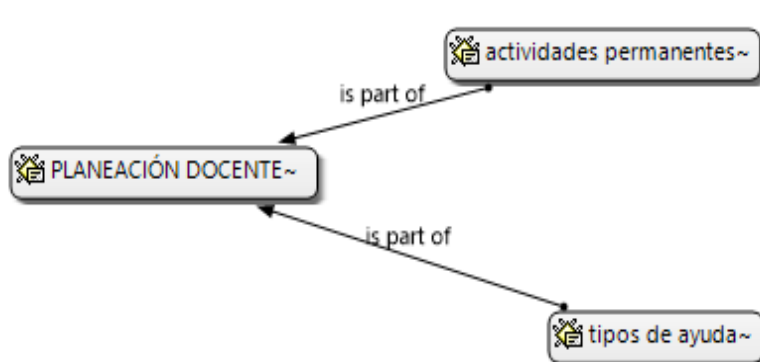 actividades permanentes~
is part of
PLANEACIÓN DOCENTE~
is part of
tipos de ayuda~